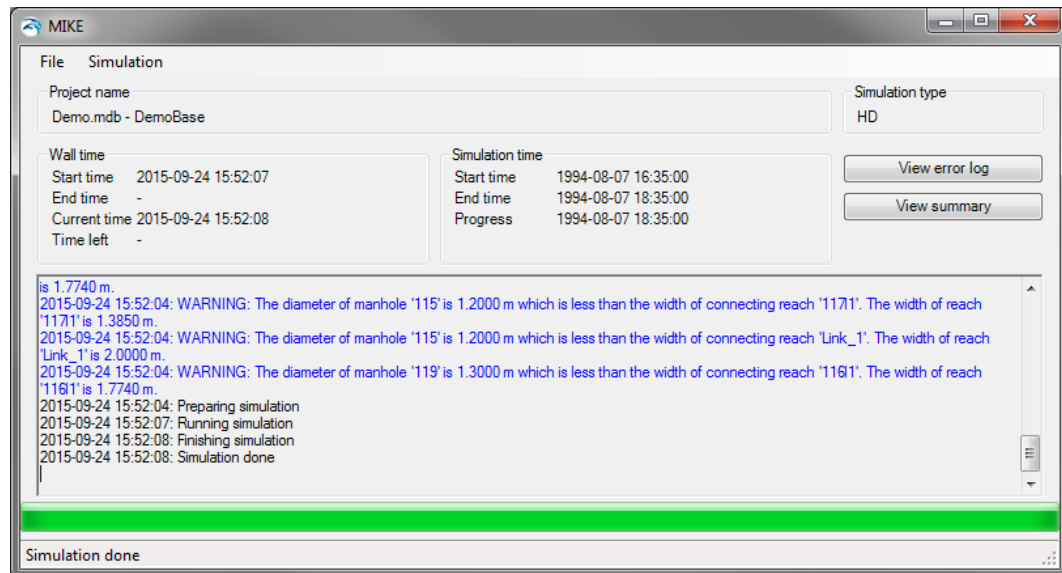 MIKE
File Simulation
Project name
Demo.mdb - DemoBase
Simulation type
HD
Wall time
Start time 2015-09-24 15:52:07
End time -
Current time 2015-09-24 15:52:08
Time left -
Simulation time
Start time 1994-08-07 16:35:00
End time 1994-08-07 18:35:00
Progress 1994-08-07 18:35:00
View error log
View summary
is 1.7740 m.
2015-09-24 15:52:04: WARNING: The diameter of manhole '115' is 1.2000 m which is less than the width of connecting reach '117l1'. The width of reach
'117l1' is 1.3850 m.
2015-09-24 15:52:04: WARNING: The diameter of manhole '115' is 1.2000 m which is less than the width of connecting reach 'Link_1'. The width of reach
'Link_1' is 2.0000 m.
2015-09-24 15:52:04: WARNING: The diameter of manhole '119' is 1.3000 m which is less than the width of connecting reach '116l1'. The width of reach
'116l1' is 1.7740 m.
2015-09-24 15:52:04: Preparing simulation
2015-09-24 15:52:07: Running simulation
2015-09-24 15:52:08: Finishing simulation
2015-09-24 15:52:08: Simulation done
Simulation done